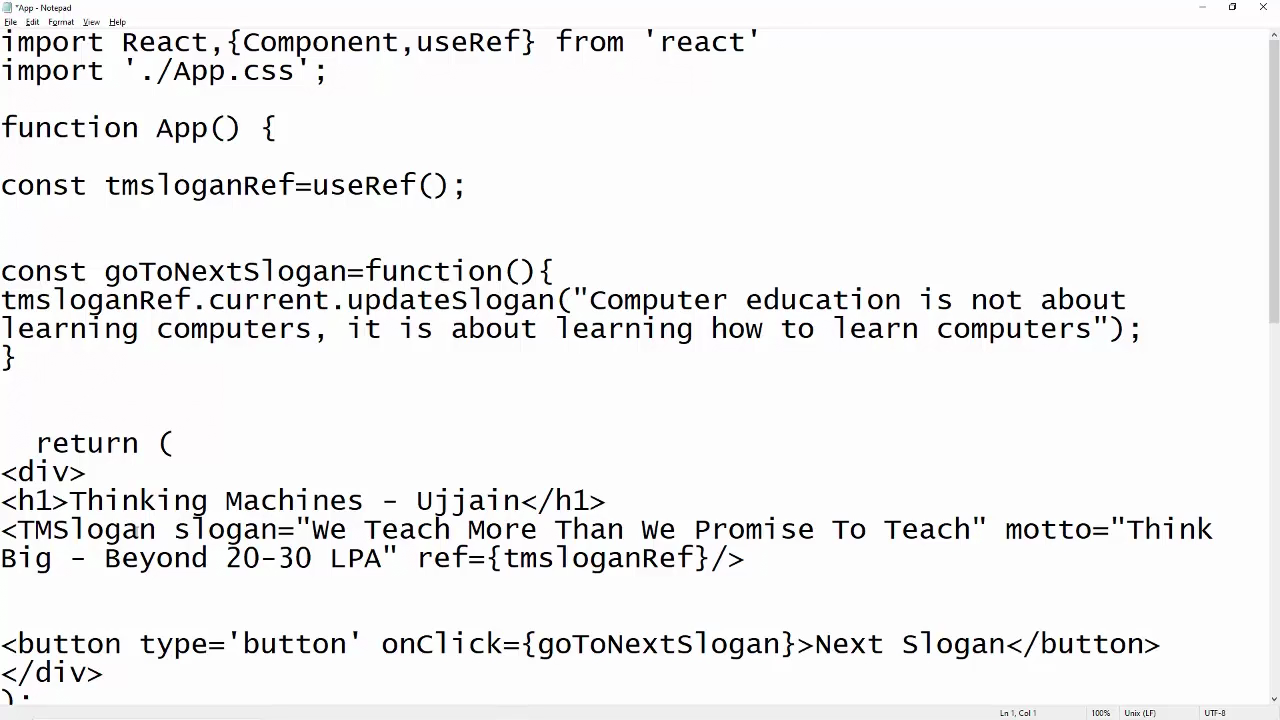 *App - Notepad
File Edit Format View Help
import React,{Component,useRef} from 'react'
import './App.css';
function App() {
const tmsloganRef=useRef();
const goToNextSlogan=function(){
tmsloganRef.current.updateSlogan("Computer education is not about
learning computers, it is about learning how to learn computers");
}
return (
<div>
<h1>Thinking Machines - Ujjain</h1>
<TMSlogan slogan="We Teach More Than We Promise To Teach" motto="Think
Big - Beyond 20-30 LPA" ref={tmsloganRef}/>
<button type='button' onClick={goToNextSlogan}>Next Slogan</button>
</div>
);
Ln 1, Col 1 100% Unix (LF) UTF-8